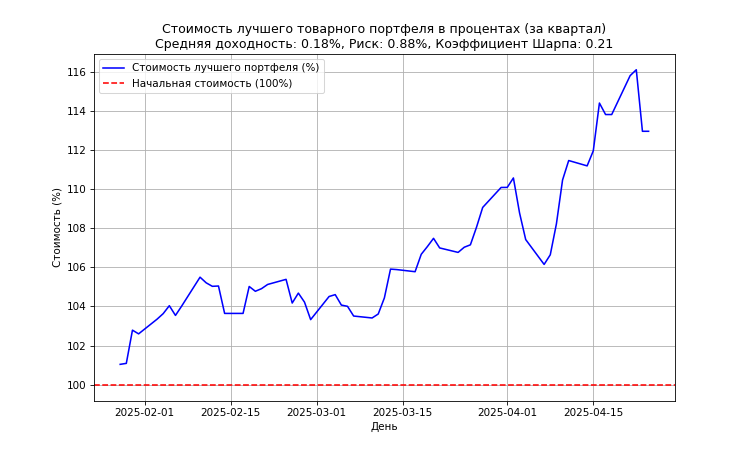 Стоимость лучшего товарного портфеля в процентах (за квартал)
Средняя доходность: 0.18%, Риск: 0.88%, Коэффициент Шарпа: 0.21
Стоимость лучшего портфеля (%)
Начальная стоимость (100%)
Стоимость (%)
116
114
112
110
108
106
104
102
100
2025-02-01
2025-02-15
2025-03-01
2025-03-15
2025-04-01
2025-04-15
День